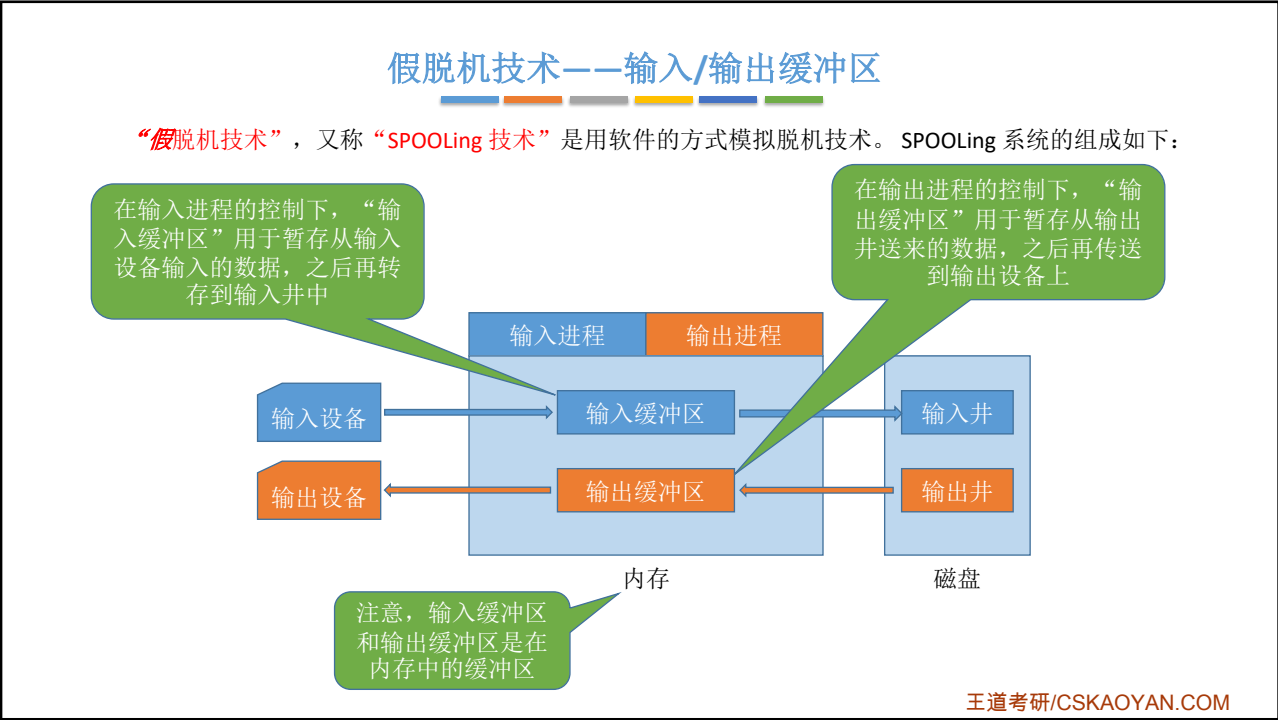 假脱机技术——输入/输出缓冲区
“假脱机技术”，又称“SPOOLing 技术”是用软件的方式模拟脱机技术。SPOOLing 系统的组成如下：
在输入进程的控制下，“输
入缓冲区”用于暂存从输入
设备输入的数据，之后再转
存到输入井中
在输出进程的控制下，“输
出缓冲区”用于暂存从输出
井送来的数据，之后再传送
到输出设备上
输入进程
输出进程
输入设备
输入缓冲区
输入井
输出设备
输出缓冲区
输出井
内存
磁盘
注意，输入缓冲区
和输出缓冲区是在
内存中的缓冲区
王道考研/CSKAOYAN.COM